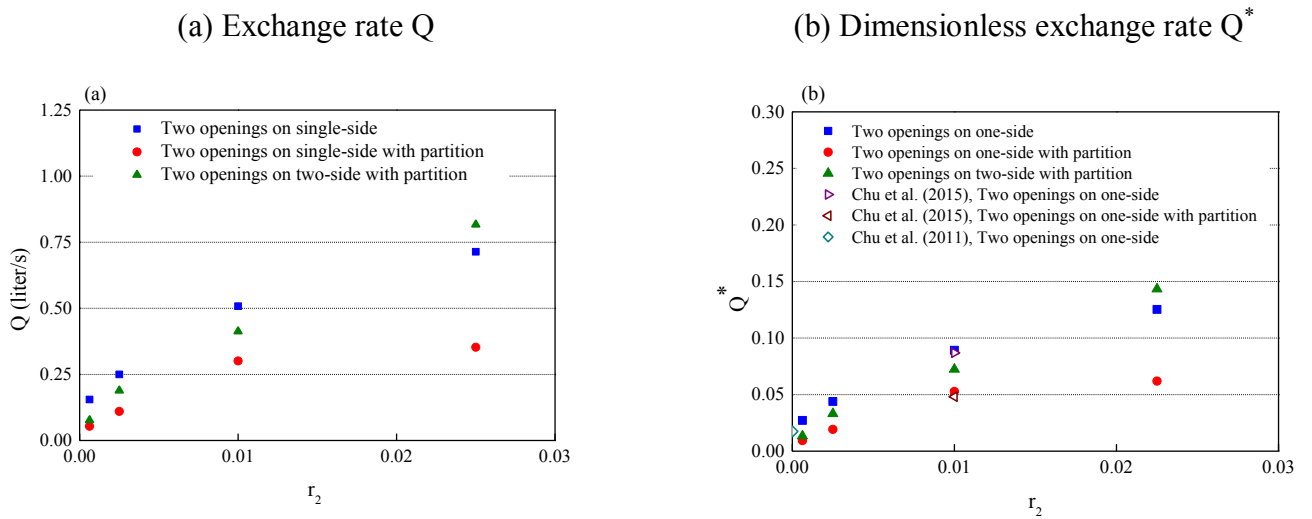 (a) Exchange rate Q
(b) Dimensionless exchange rate Q*
(a)
1.25
1.00
0.75
0.50
0.25
0.00
Q (liter/s)
Two openings on single-side
Two openings on single-side with partition
Two openings on two-side with partition
0.00
0.01
0.02
0.03
r2
(b)
0.30
0.25
0.20
0.15
0.10
0.05
0.00
Q*
Two openings on one-side
Two openings on one-side with partition
Two openings on two-side with partition
Chu et al. (2015), Two openings on one-side
Chu et al. (2015), Two openings on one-side with partition
Chu et al. (2011), Two openings on one-side
0.00
0.01
0.02
0.03
r2